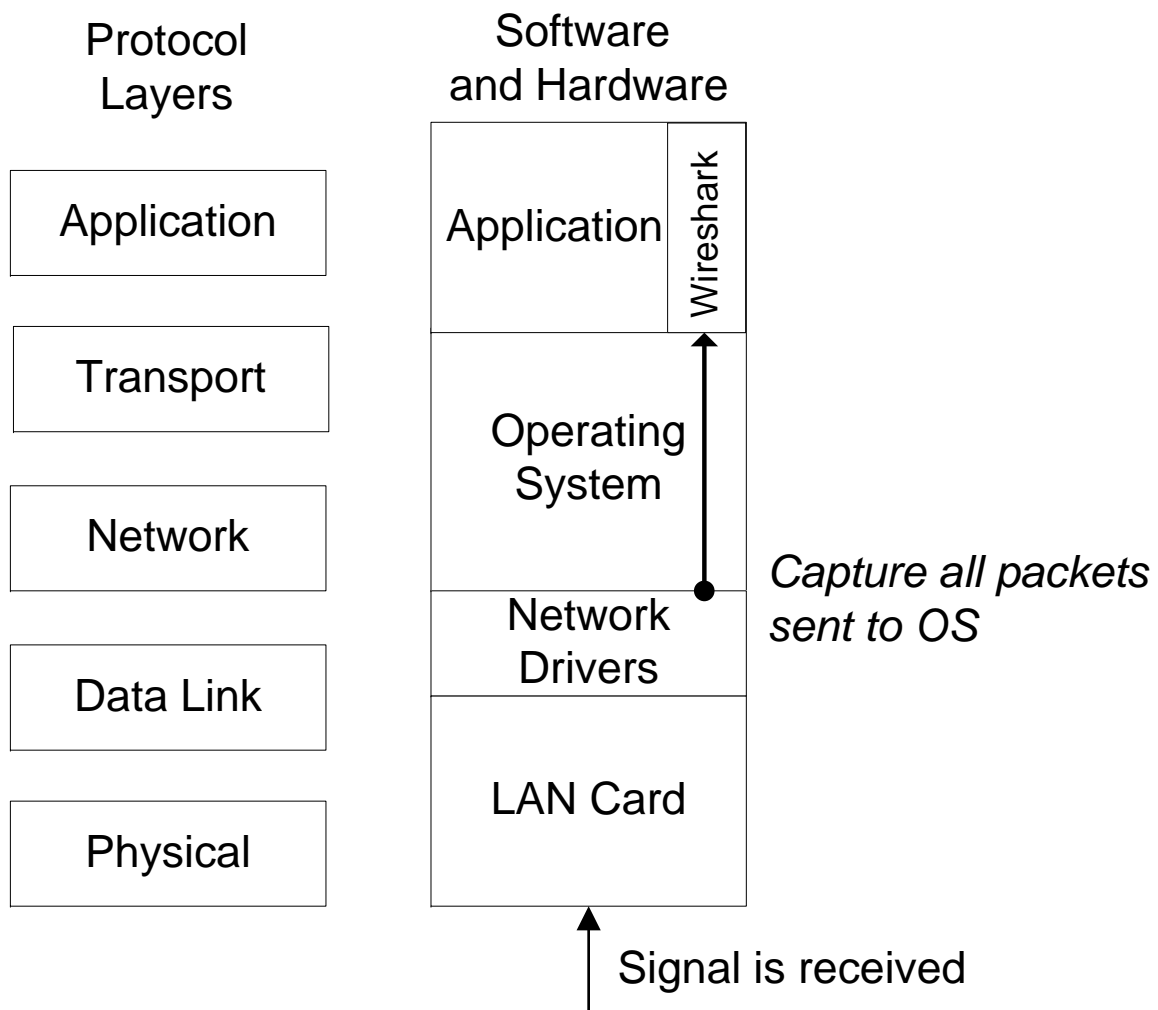 Protocol
Layers
Software
and Hardware
Application
Transport
Network
Data Link
Physical
Application
Wireshark
Operating
System
Network
Drivers
LAN Card
Capture all packets
sent to OS
Signal is received